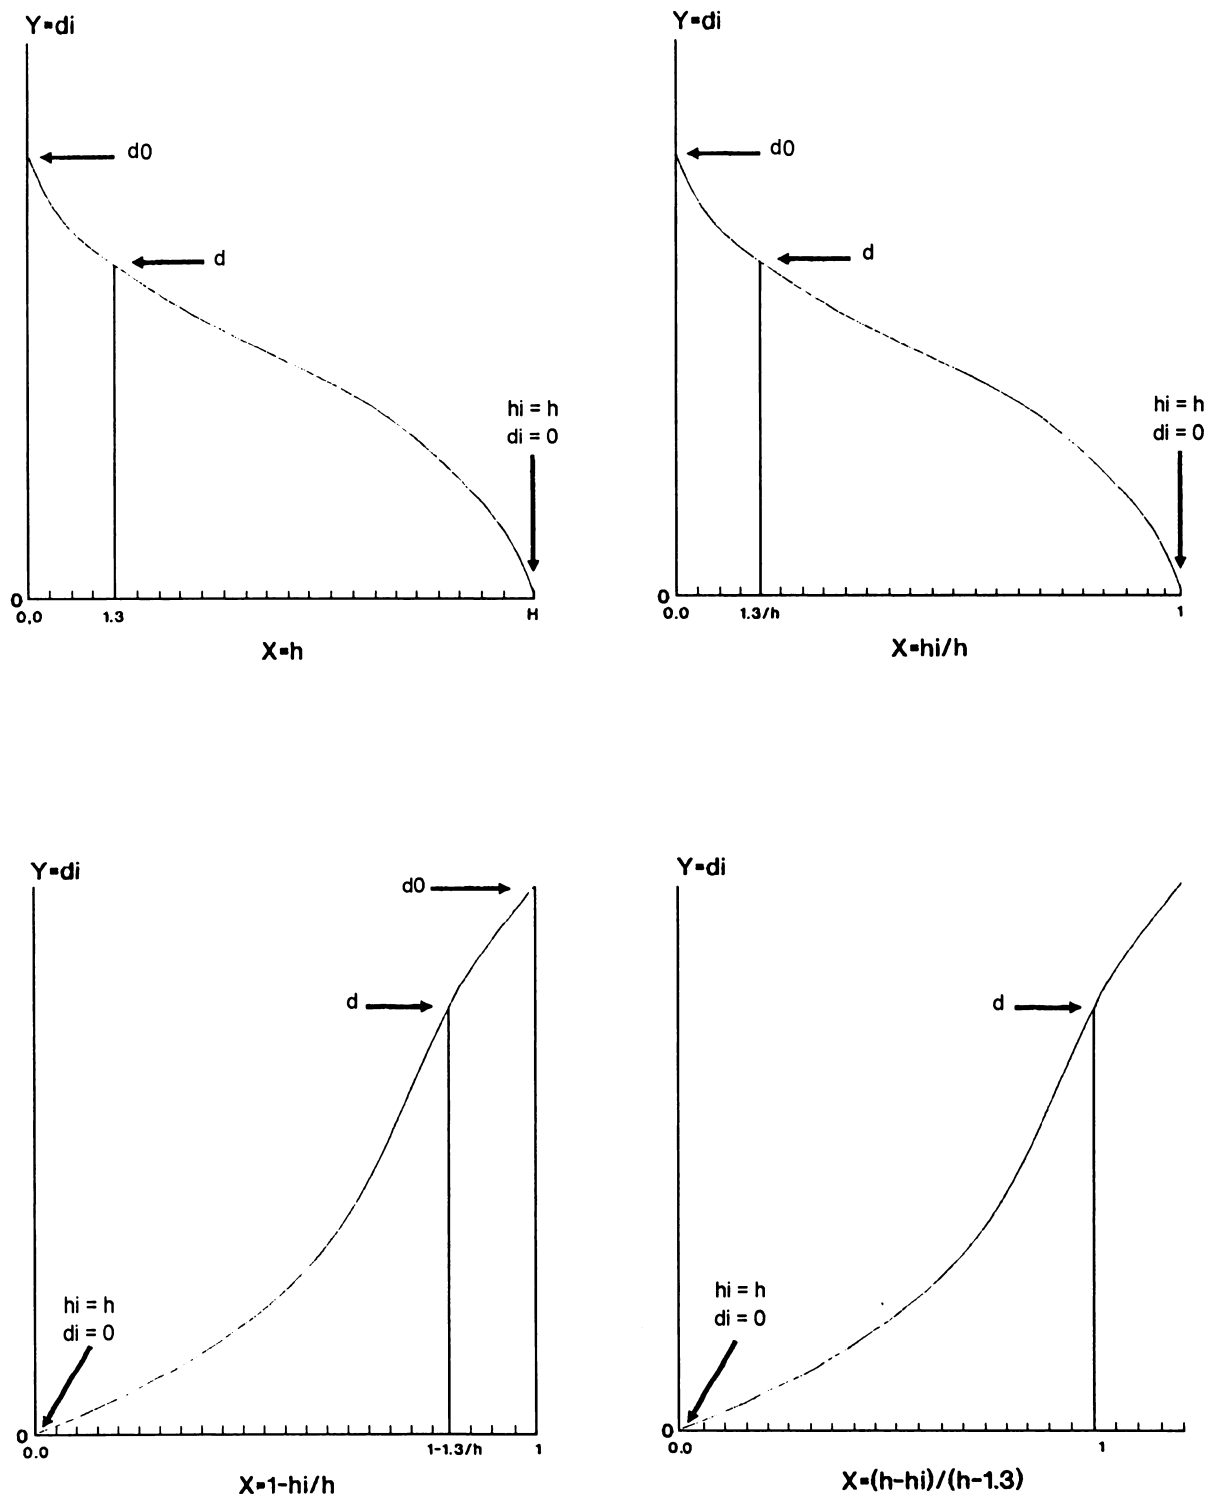 Y=di
d0
d
hi = h
di = 0
0
0,0
1.3
H
X=h
Y=di
d0
d
hi = h
di = 0
0
0.0
1.3/h
1
X=hi/h
Y=di
d0
d
hi = h
di = 0
0
0.0
1-1.3/h
1
X=1-hi/h
Y=di
d
hi = h
di = 0
0
0.0
1
X=(h-hi)/(h-1.3)